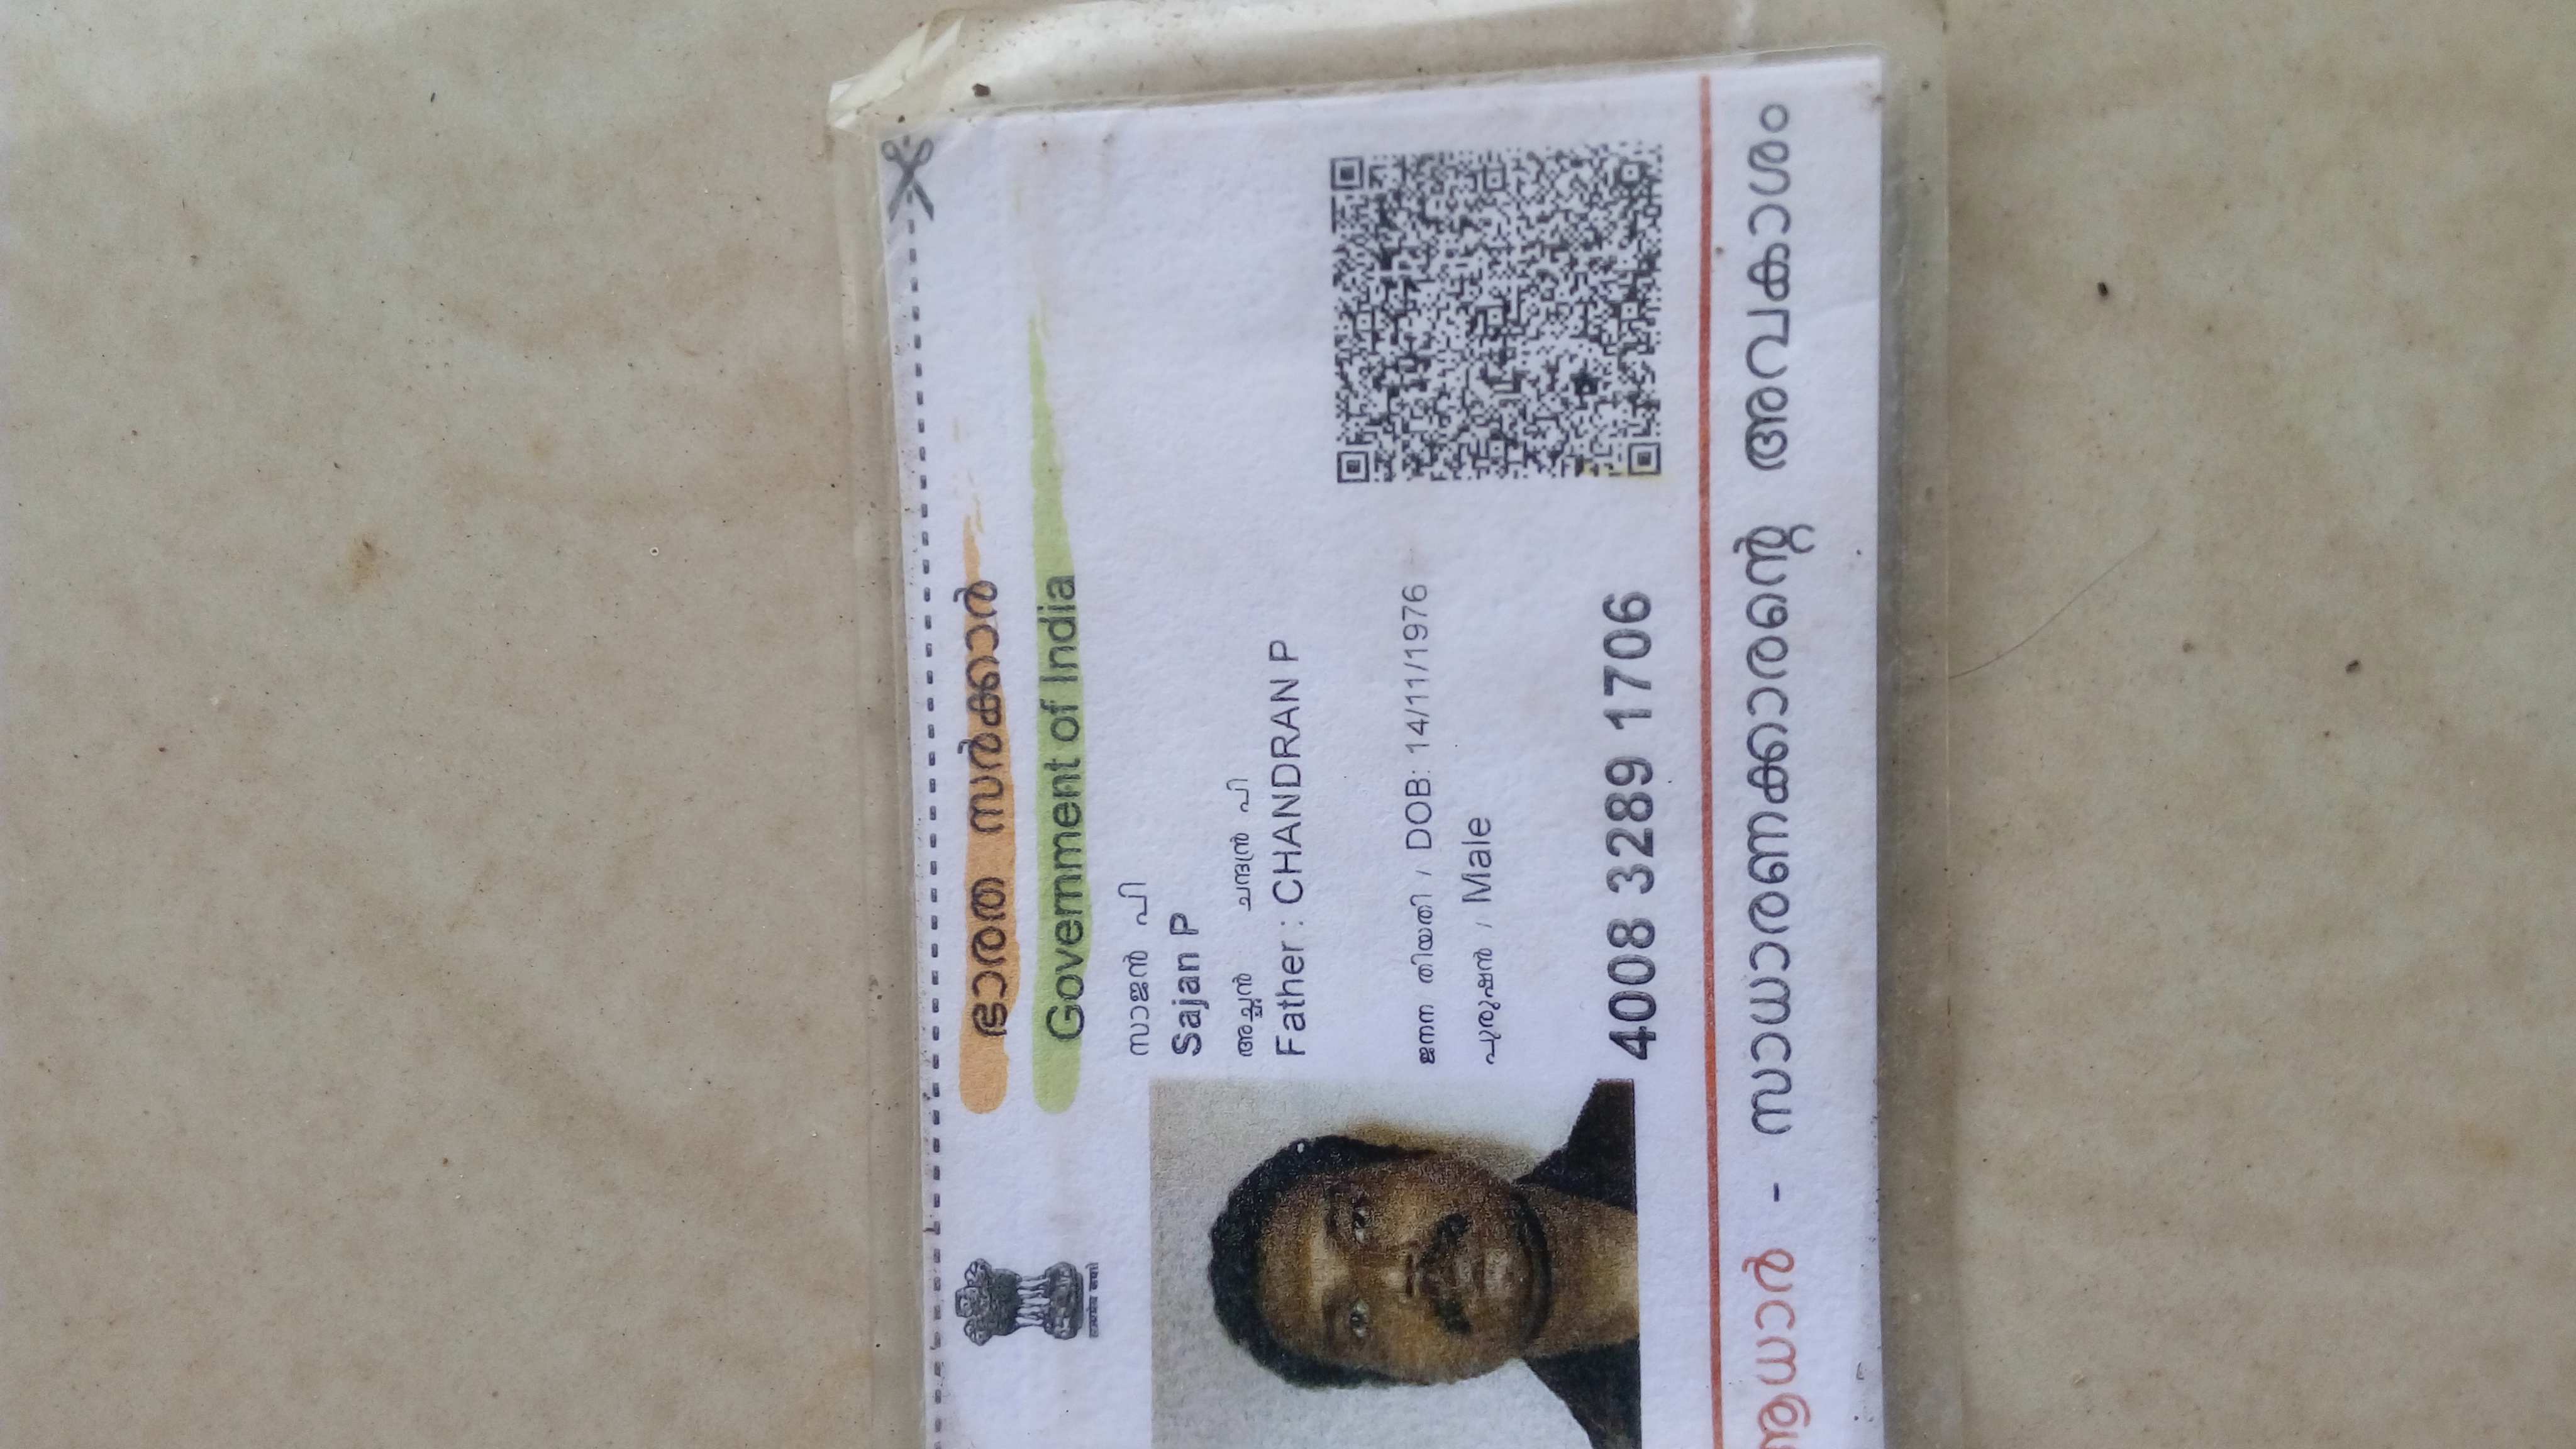 ഭാരത സർക്കാർ
Government of India
സാജൻ പി
Sajan P
അച്ഛൻ ചന്ദ്രൻ പി
Father : CHANDRAN P
ജനന തിയതി / DOB: 14/11/1976
പുരുഷൻ / Male
4008 3289 1706
ആധാർ - സാധാരണക്കാരന്റെ അവകാശം